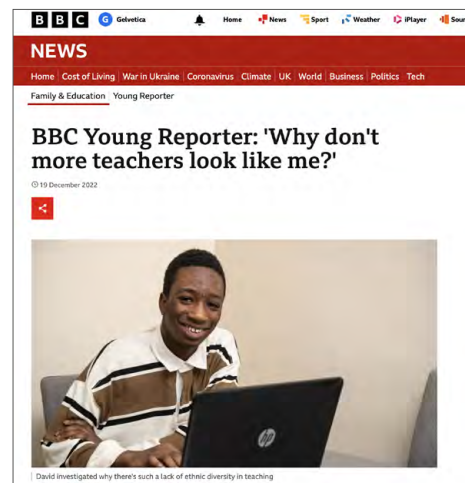 BBC G Gelvetica Home News Sport Weather iPlayer
NEWS
Home Cost of Living War in Ukraine Coronavirus Climate UK World Business Politics Tech
Family & Education Young Reporter
BBC Young Reporter: 'Why don't
more teachers look like me?'
19 December 2022
hp
David investigated why there's such a lack of ethnic diversity in teaching